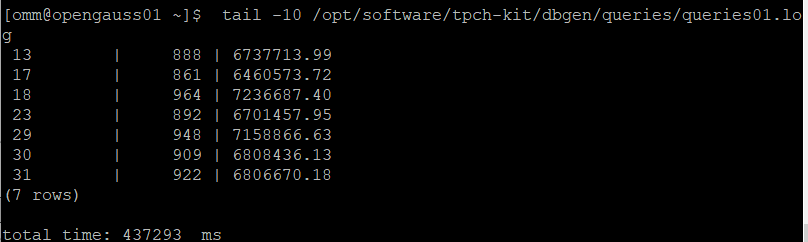 [omm@opengauss01 ~]$  tail -10 /opt/software/tpch-kit/dbgen/queries/queries01.lo
g
 13         |     888 | 6737713.99
 17         |     861 | 6460573.72
 18         |     964 | 7236687.40
 23         |     892 | 6701457.95
 29         |     948 | 7158866.63
 30         |     909 | 6808436.13
 31         |     922 | 6806670.18
(7 rows)
total time: 437293  ms